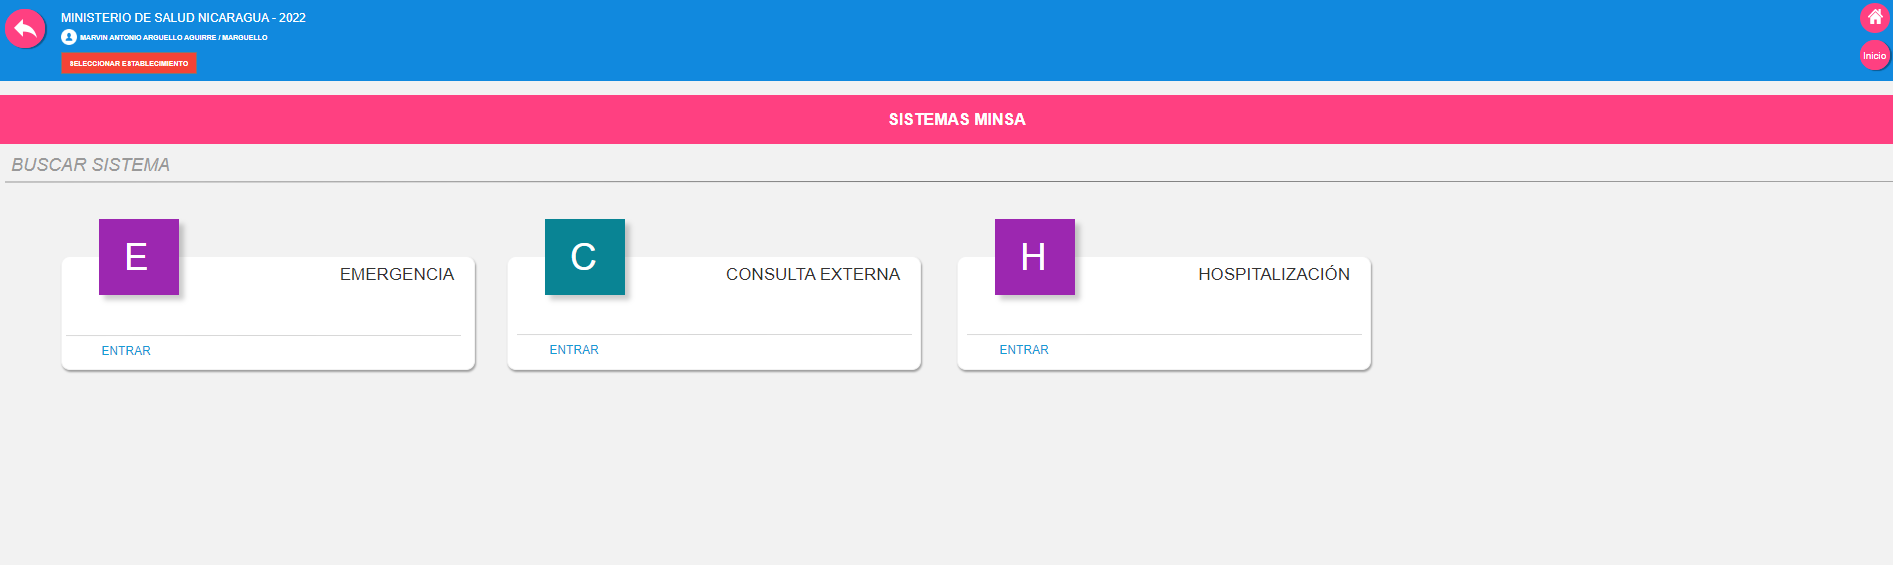 MINISTERIO DE SALUD NICARAGUA - 2022
MARVIN ANTONIO ARGUELLO AGUIRRE / MARGUELLO
SELECCIONAR ESTABLECIMIENTO
Inicio
SISTEMAS MINSA
BUSCAR SISTEMA
E
EMERGENCIA
ENTRAR
C
CONSULTA EXTERNA
ENTRAR
H
HOSPITALIZACIÓN
ENTRAR